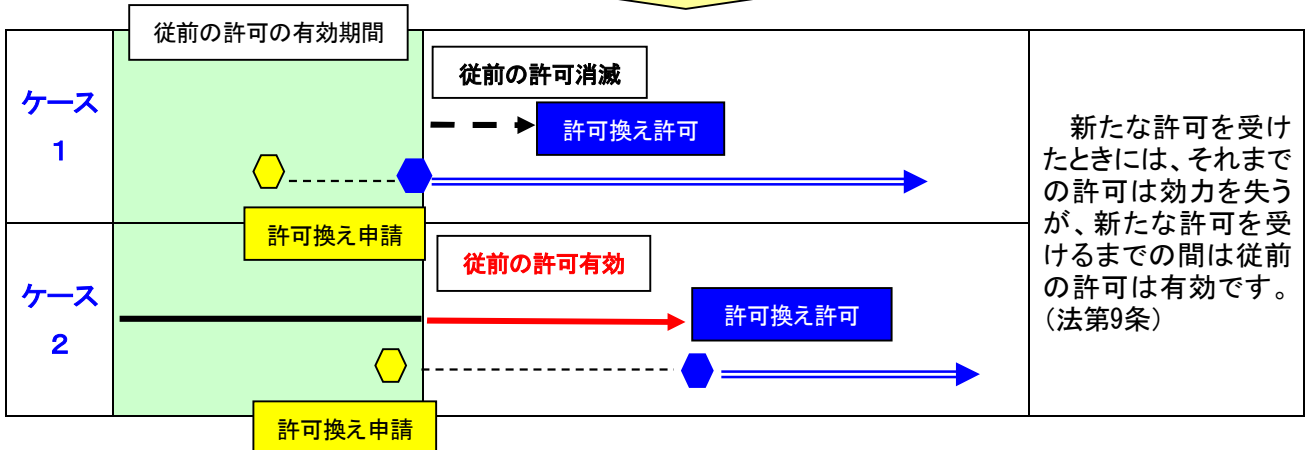 従前の許可の有効期間
ケース
1
従前の許可消滅
許可換え許可
許可換え申請
ケース
2
従前の許可有効
許可換え許可
許可換え申請
新たな許可を受け
たときには、それまで
の許可は効力を失う
が、新たな許可を受
けるまでの間は従前
の許可は有効です。
(法第9条)